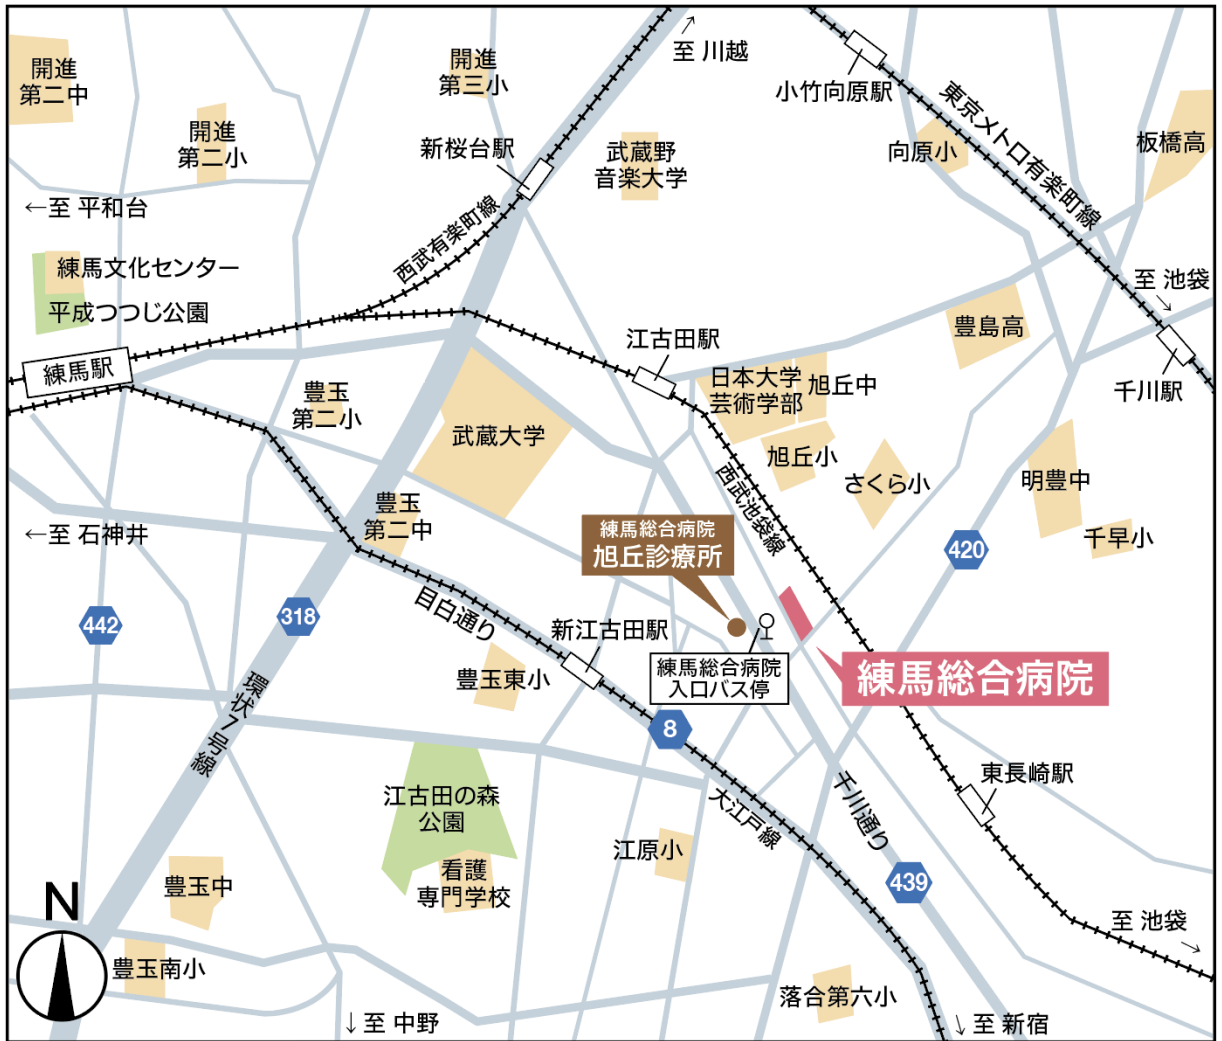 至 川越
開進
第二中
開進
第三小
小竹向原駅
東京メトロ有楽町線
板橋高
開進
第二小
新桜台駅
武蔵野
音楽大学
向原小
←至 平和台
西武有楽町線
練馬文化センター
平成つつじ公園
至 池袋
豊島高
江古田駅
練馬駅
日本大学
芸術学部
旭丘中
千川駅
豊玉
第二小
武蔵大学
旭丘小
さくら小
明豊中
西武池袋線
豊玉
第二中
←至 石神井
練馬総合病院
旭丘診療所
420
千早小
442
318
目白通り
新江古田駅
練馬総合病院
入口バス停
練馬総合病院
豊玉東小
環状7号線
8
東長崎駅
江古田の森
公園
大江戸線
千川通り
江原小
看護
専門学校
439
豊玉中
N
至 池袋
豊玉南小
落合第六小
↓至 中野
↓至 新宿